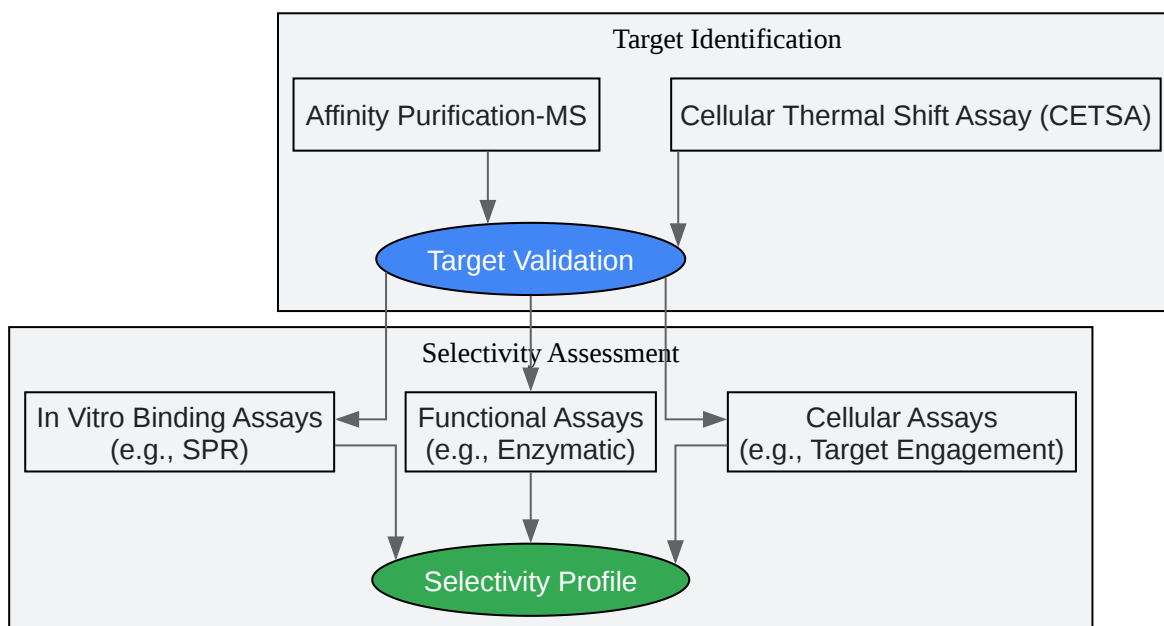 Target Identification
Affinity Purification-MS
Cellular Thermal Shift Assay (CETSA)
Target Validation
Selectivity Assessment
In Vitro Binding Assays
(e.g., SPR)
Functional Assays
(e.g., Enzymatic)
Cellular Assays
(e.g., Target Engagement)
Selectivity Profile